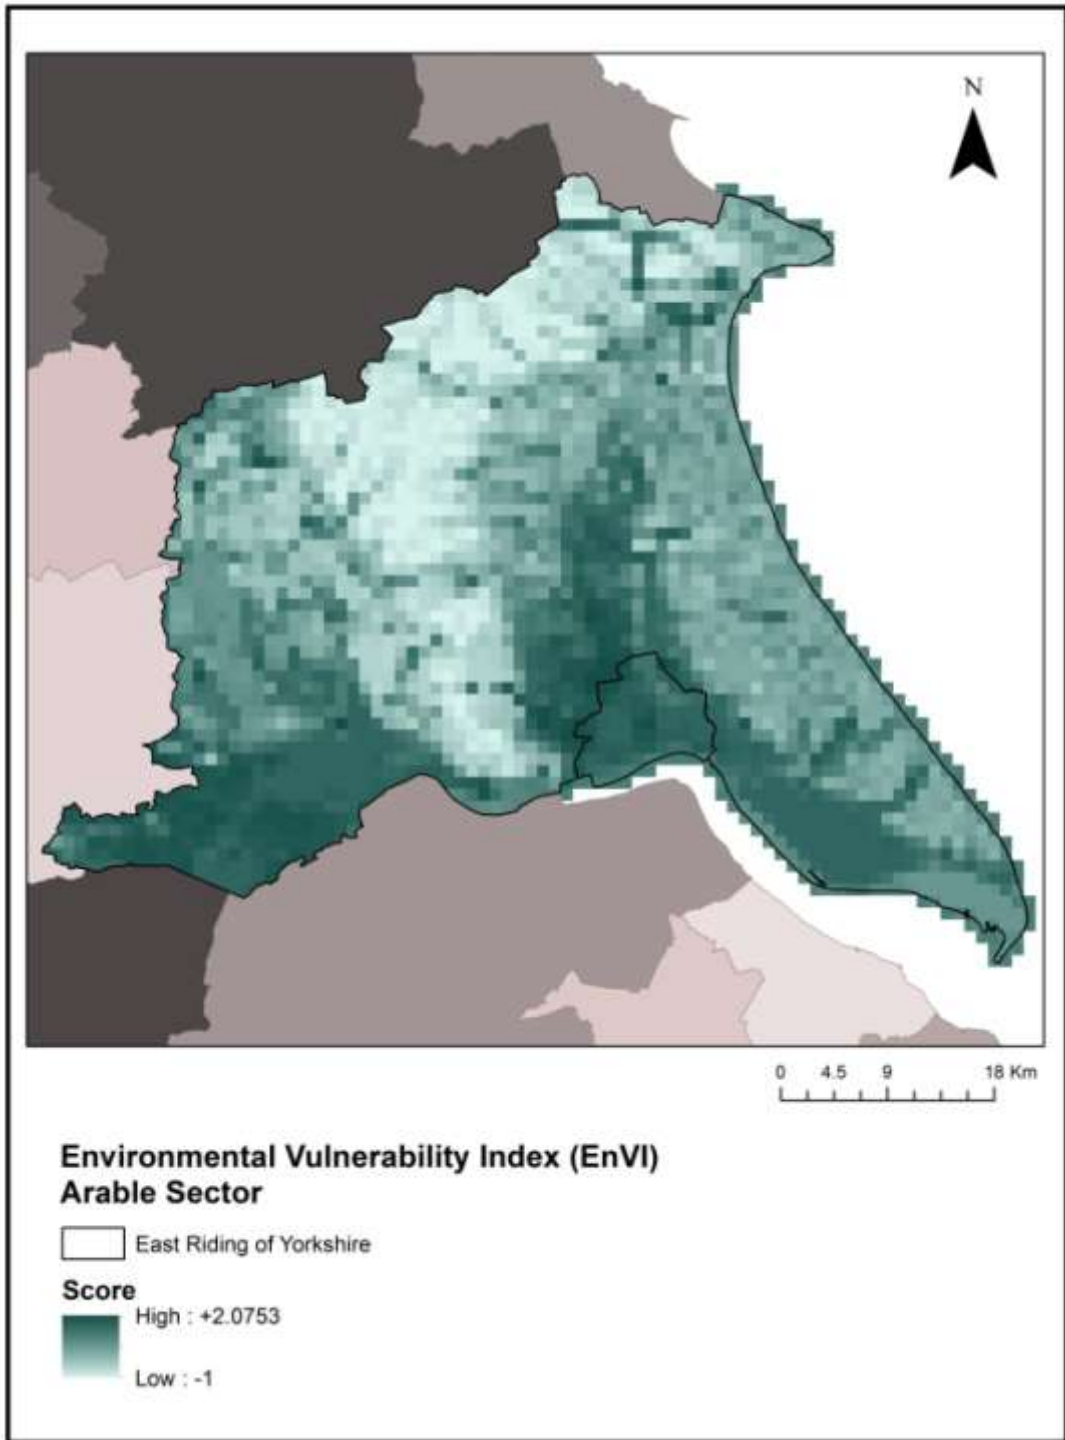 N
0 4.5 9 18 Km
Environmental Vulnerability Index (EnVI)
Arable Sector
East Riding of Yorkshire
Score
High : +2.0753
Low : -1